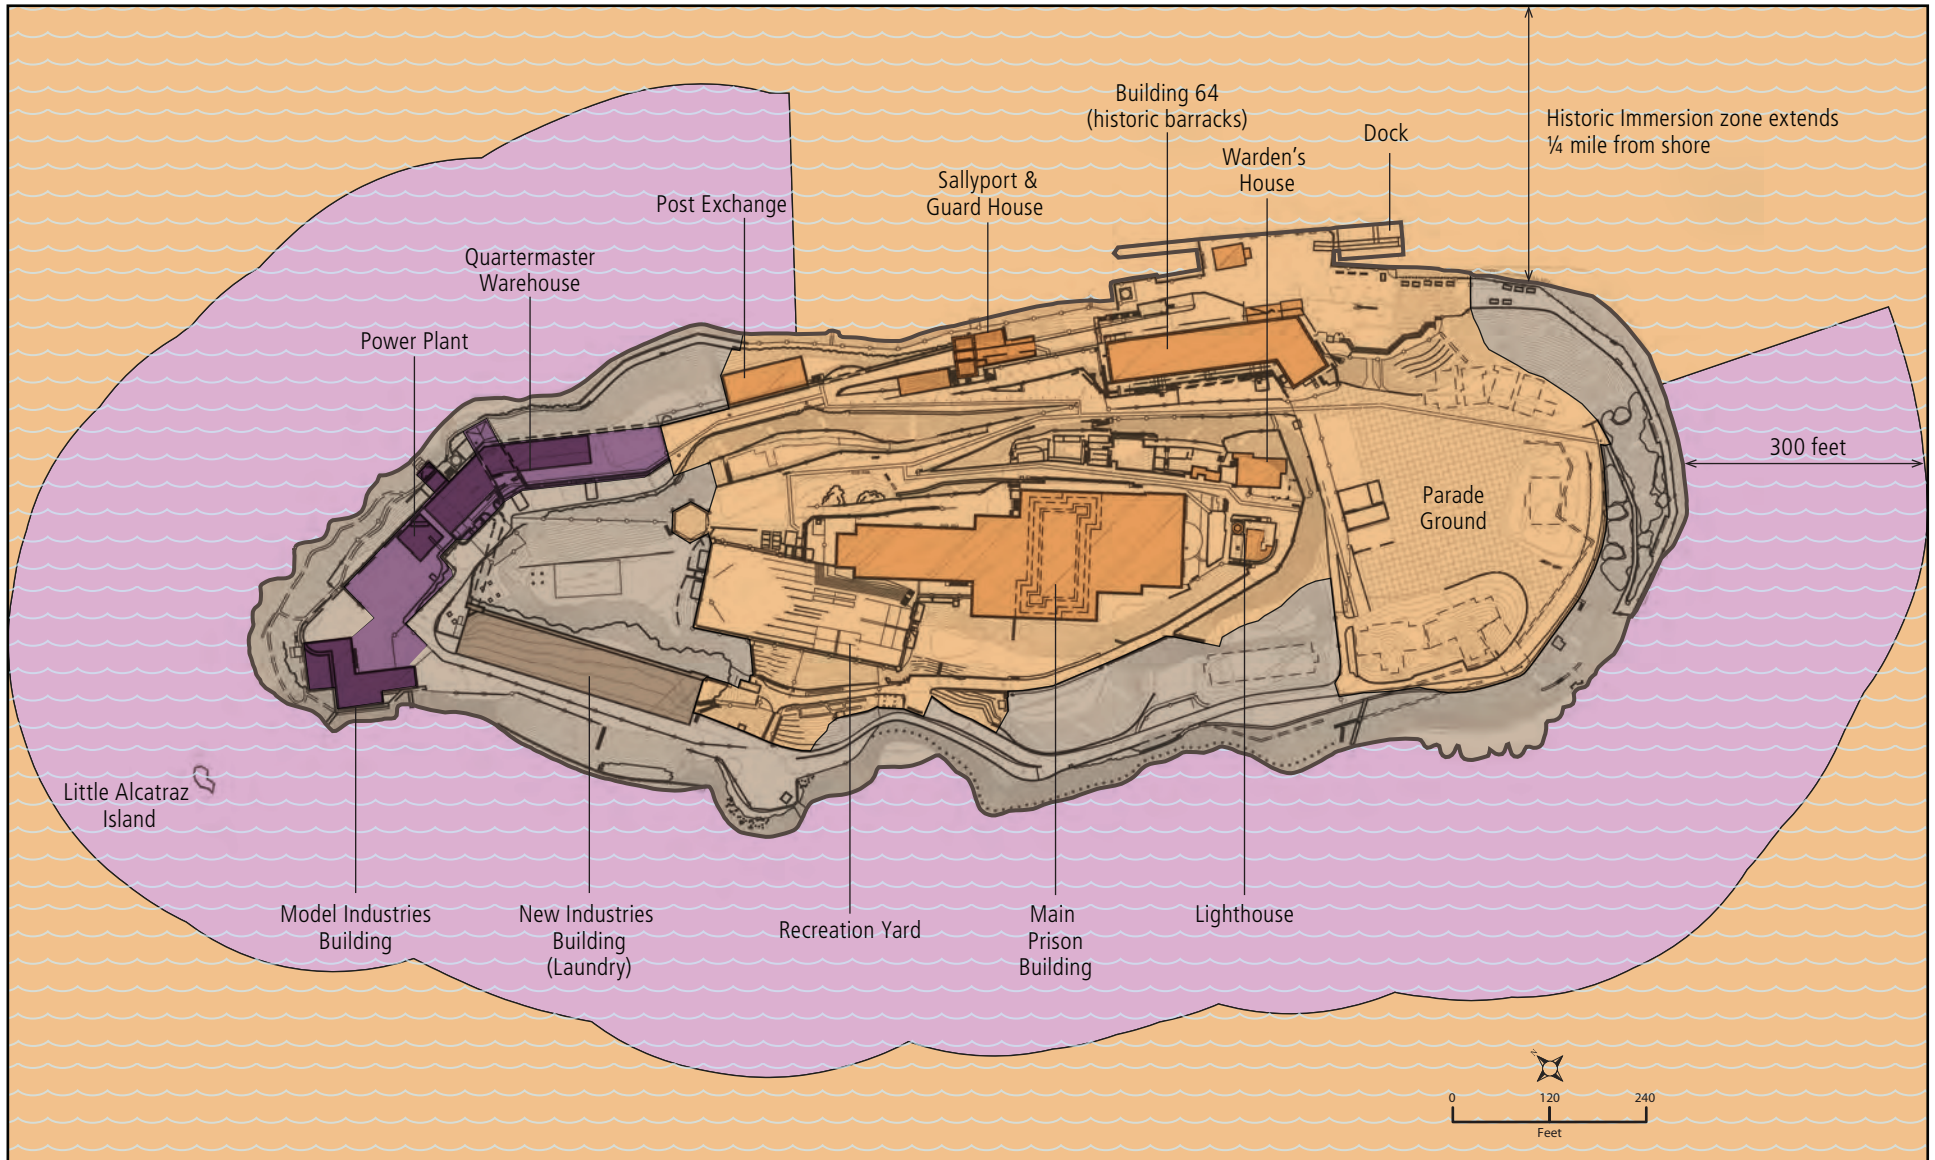 Building 64
(historic barracks)
Dock
Historic Immersion zone extends
¼ mile from shore
Warden's
House
Sallyport &
Guard House
Post Exchange
Quartermaster
Warehouse
Power Plant
300 feet
Parade
Ground
Little Alcatraz
Island
Model Industries
Building
New Industries
Building
(Laundry)
Recreation Yard
Main
Prison
Building
Lighthouse
N
0 120 240
Feet